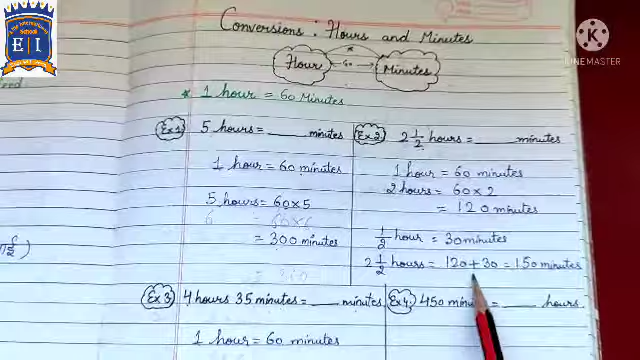 Conversions : Hours and Minutes
Hour 60 Minutes
* 1 hour = 60 Minutes
Ex 1 5 hours = ____ minutes
1 hour = 60 minutes
5 hours = 60×5
= 300 minutes
Ex 2 2 1/2 hours = ____ minutes
1 hour = 60 minutes
2 hours = 60 × 2
= 120 minutes
1/2 hour = 30 minutes
2 1/2 hours = 120 + 30 = 150 minutes
Ex 3 4 hours 35 minutes = ____ minutes
1 hour = 60 minutes
Ex 4 450 minutes = ____ hours
School
E I
KINEMASTER